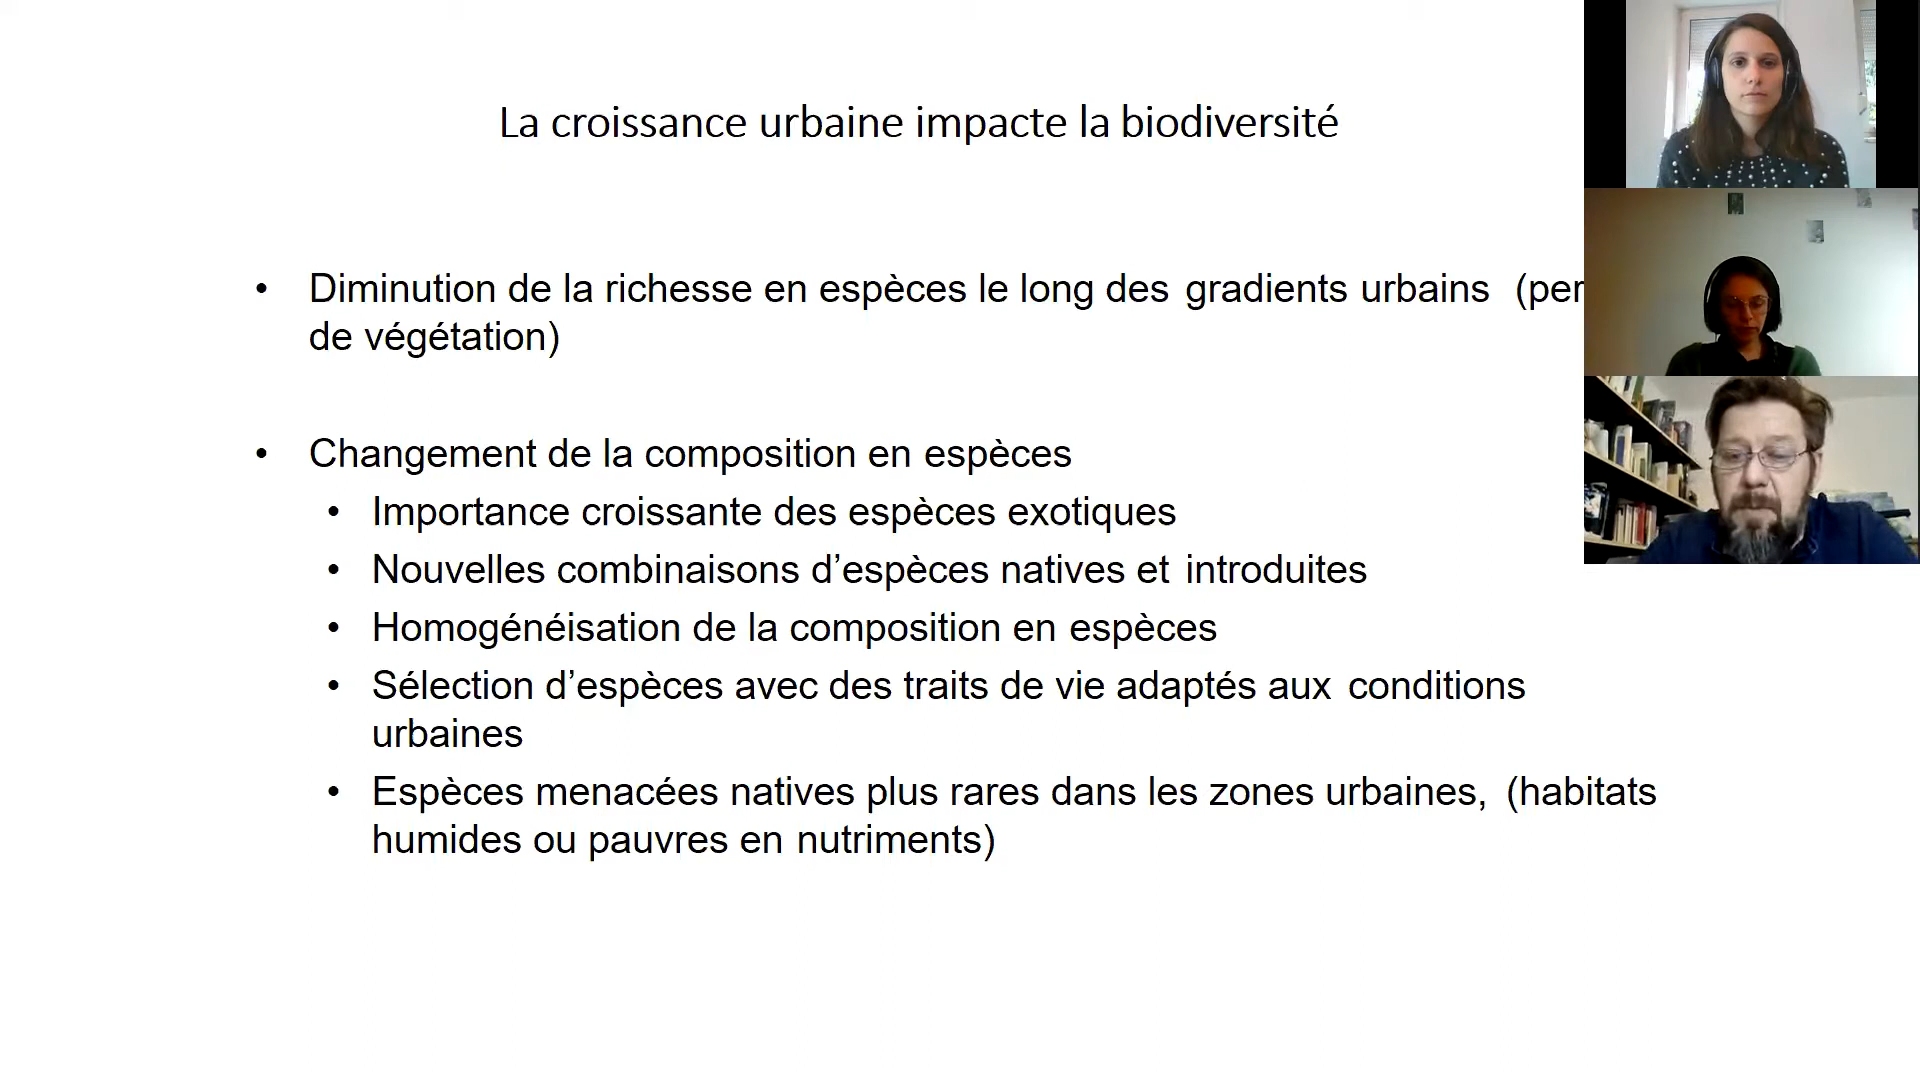 La croissance urbaine impacte la biodiversité
• Diminution de la richesse en espèces le long des gradients urbains (per
de végétation)
• Changement de la composition en espèces
• Importance croissante des espèces exotiques
• Nouvelles combinaisons d’espèces natives et introduites
• Homogénéisation de la composition en espèces
• Sélection d’espèces avec des traits de vie adaptés aux conditions
urbaines
• Espèces menacées natives plus rares dans les zones urbaines, (habitats
humides ou pauvres en nutriments)